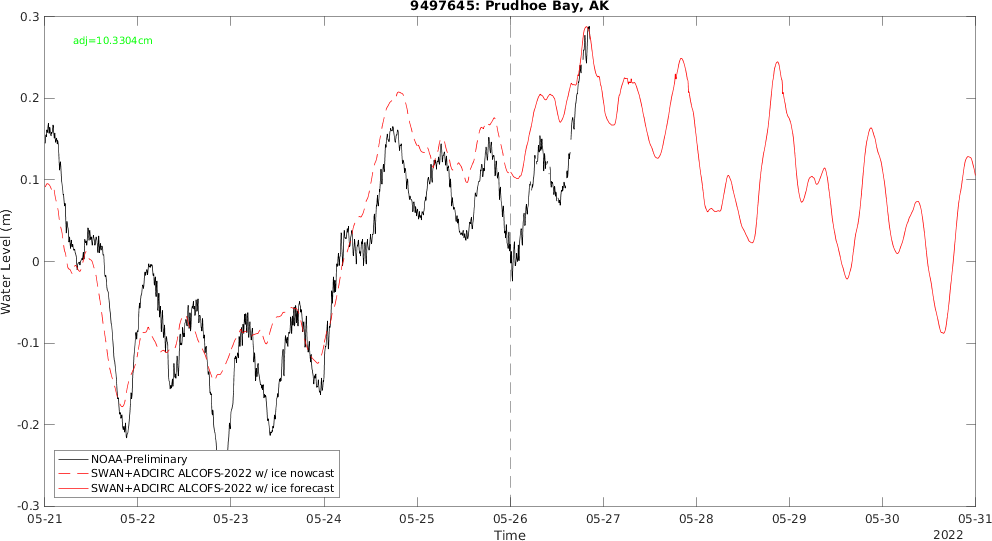 9497645: Prudhoe Bay, AK
adj=10.3304cm
0.3
0.2
0.1
0
-0.1
-0.2
-0.3
Water Level (m)
NOAA-Preliminary
SWAN+ADCIRC ALCOFS-2022 w/ ice nowcast
SWAN+ADCIRC ALCOFS-2022 w/ ice forecast
05-21 05-22 05-23 05-24 05-25 05-26 05-27 05-28 05-29 05-30 05-31
Time
2022